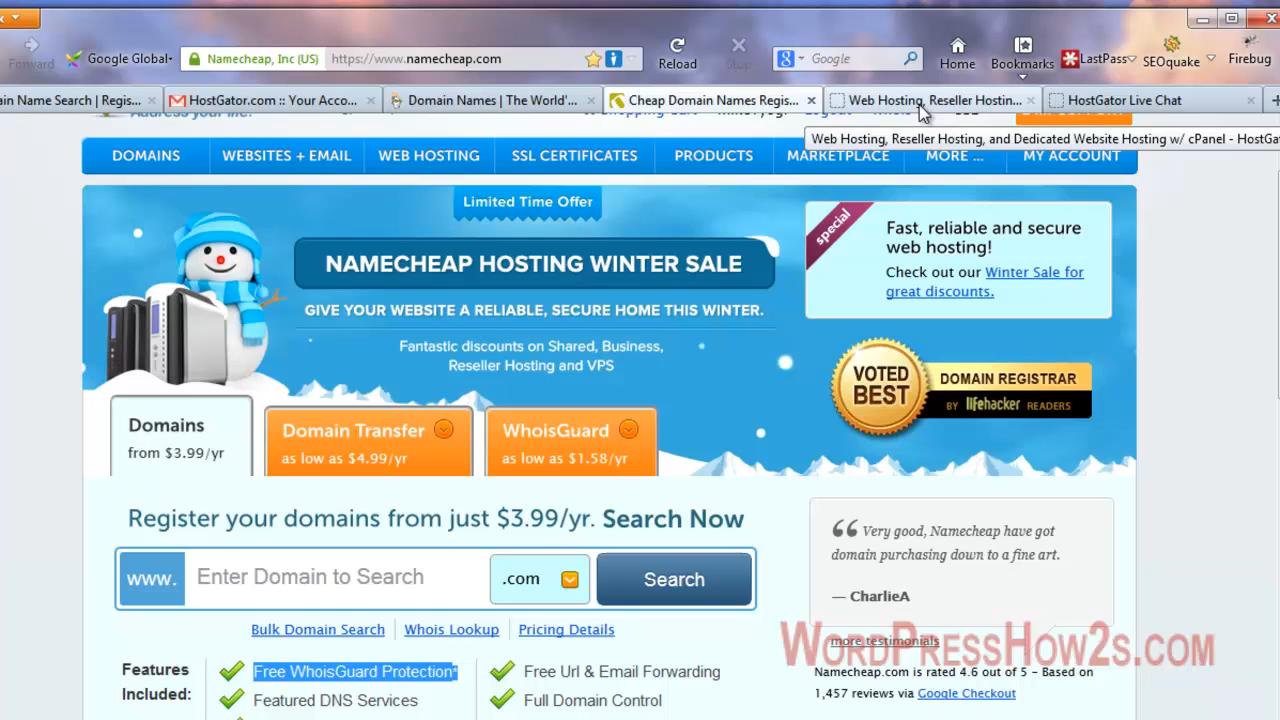 Forward
Google Global
Namecheap, Inc (US)
https://www.namecheap.com
Reload
Stop
Google
Home
Bookmarks
LastPass
SEOquake
Firebug
ain Name Search | Regis...
HostGator.com :: Your Acco...
Domain Names | The World'...
Cheap Domain Names Regis...
Web Hosting, Reseller Hostin...
HostGator Live Chat
Web Hosting, Reseller Hosting, and Dedicated Website Hosting w/ cPanel - HostGa
DOMAINS
WEBSITES + EMAIL
WEB HOSTING
SSL CERTIFICATES
PRODUCTS
MARKETPLACE
MORE ...
MY ACCOUNT
Limited Time Offer
NAMECHEAP HOSTING WINTER SALE
GIVE YOUR WEBSITE A RELIABLE, SECURE HOME THIS WINTER.
Fantastic discounts on Shared, Business,
Reseller Hosting and VPS
special
Fast, reliable and secure
web hosting!
Check out our Winter Sale for
great discounts.
VOTED
BEST
DOMAIN REGISTRAR
BY lifehacker READERS
Domains
from $3.99/yr
Domain Transfer
as low as $4.99/yr
WhoisGuard
as low as $1.58/yr
Register your domains from just $3.99/yr. Search Now
www.
Enter Domain to Search
.com
Search
Bulk Domain Search
Whois Lookup
Pricing Details
Features
Included:
Free WhoisGuard Protection*
Featured DNS Services
Free Url & Email Forwarding
Full Domain Control
“ Very good, Namecheap have got
domain purchasing down to a fine art.
— CharlieA
more testimonials
WordPressHow2s.com
Namecheap.com is rated 4.6 out of 5 - Based on
1,457 reviews via Google Checkout